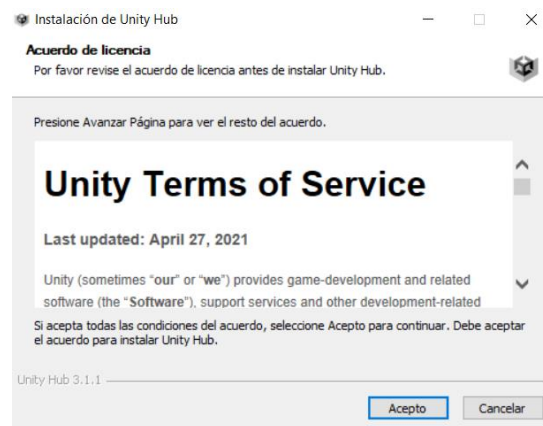 Instalación de Unity Hub
Acuerdo de licencia
Por favor revise el acuerdo de licencia antes de instalar Unity Hub.
Presione Avanzar Página para ver el resto del acuerdo.
Unity Terms of Service
Last updated: April 27, 2021
Unity (sometimes “our” or “we”) provides game-development and related
software (the “Software”), support services and other development-related
Si acepta todas las condiciones del acuerdo, seleccione Acepto para continuar. Debe aceptar
el acuerdo para instalar Unity Hub.
Unity Hub 3.1.1
Acepto Cancelar